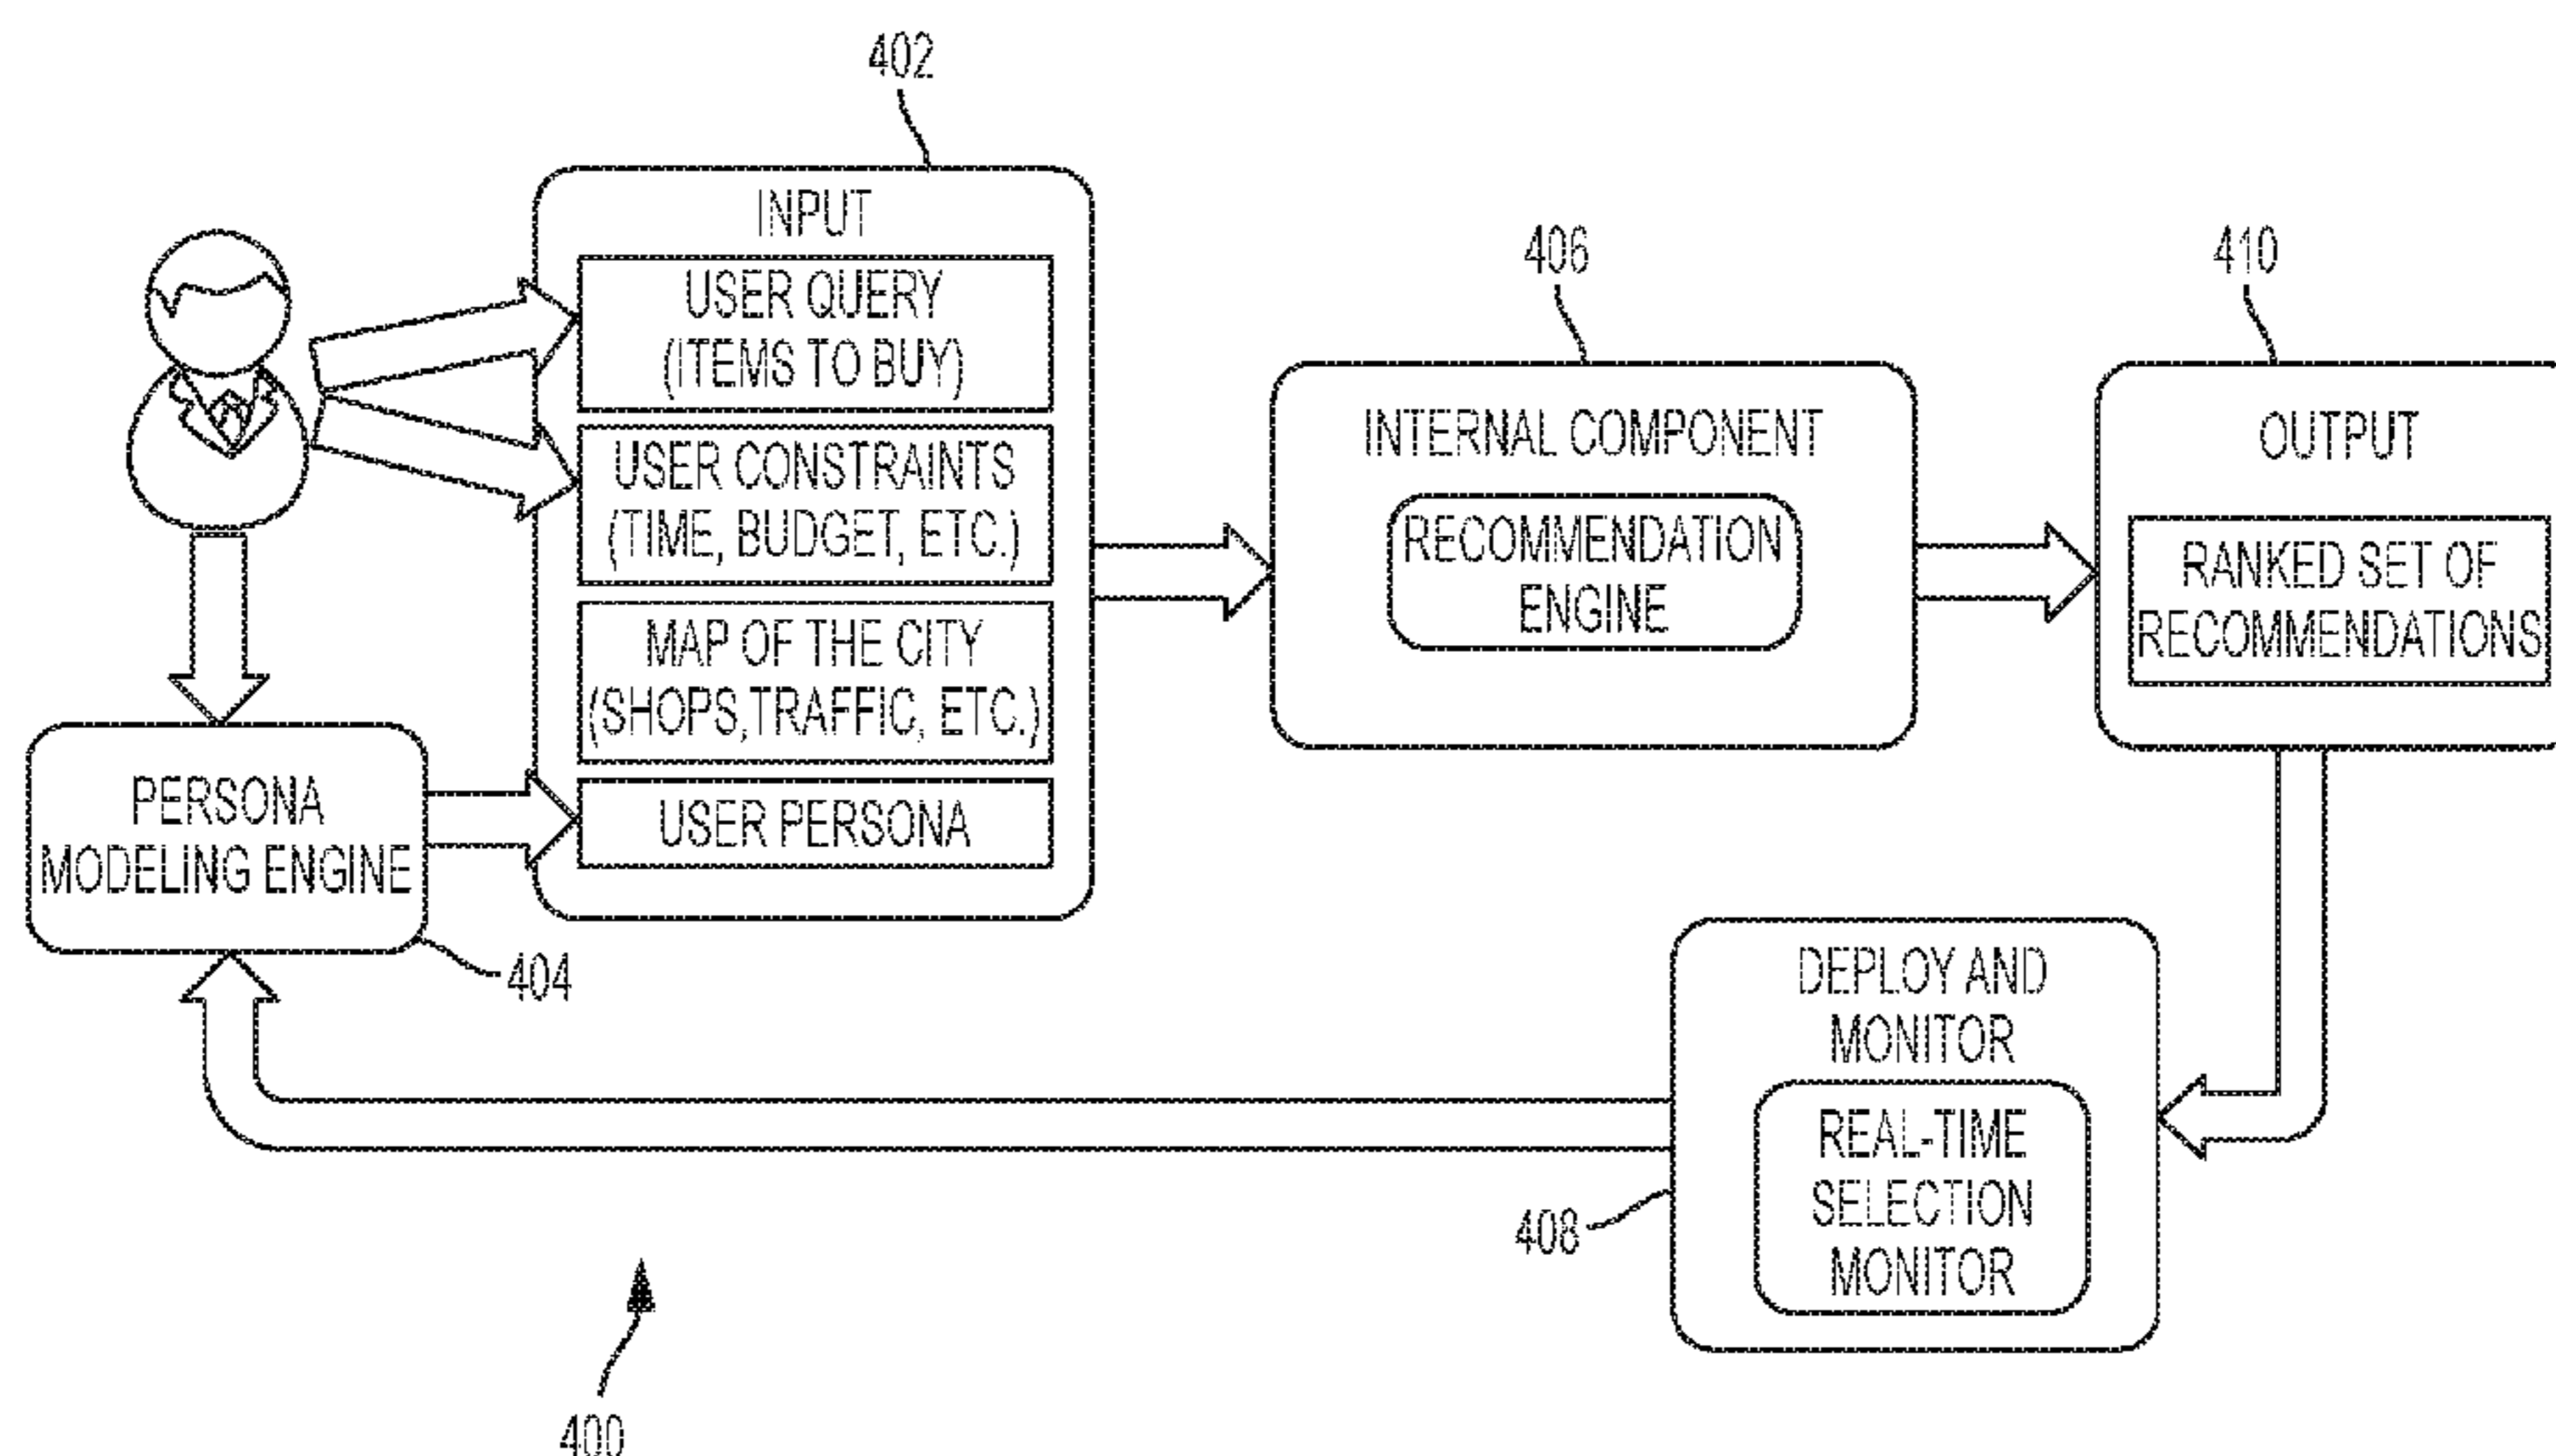 402
INPUT
USER QUERY
(ITEMS TO BUY)
USER CONSTRAINTS
(TIME, BUDGET, ETC.)
MAP OF THE CITY
(SHOPS,TRAFFIC, ETC.)
USER PERSONA
PERSONA
MODELING ENGINE
404
406
INTERNAL COMPONENT
RECOMMENDATION
ENGINE
410
OUTPUT
RANKED SET OF
RECOMMENDATIONS
DEPLOY AND
MONITOR
REAL-TIME
SELECTION
MONITOR
408
400